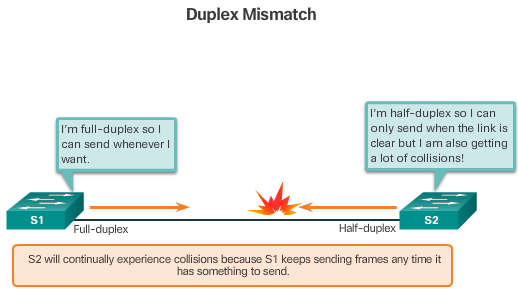 Duplex Mismatch
I'm full-duplex so I
can send whenever I
want.
I'm half-duplex so I can
only send when the link is
clear but I am also getting
a lot of collisions!
S1
S2
Full-duplex
Half-duplex
S2 will continually experience collisions because S1 keeps sending frames any time it
has something to send.